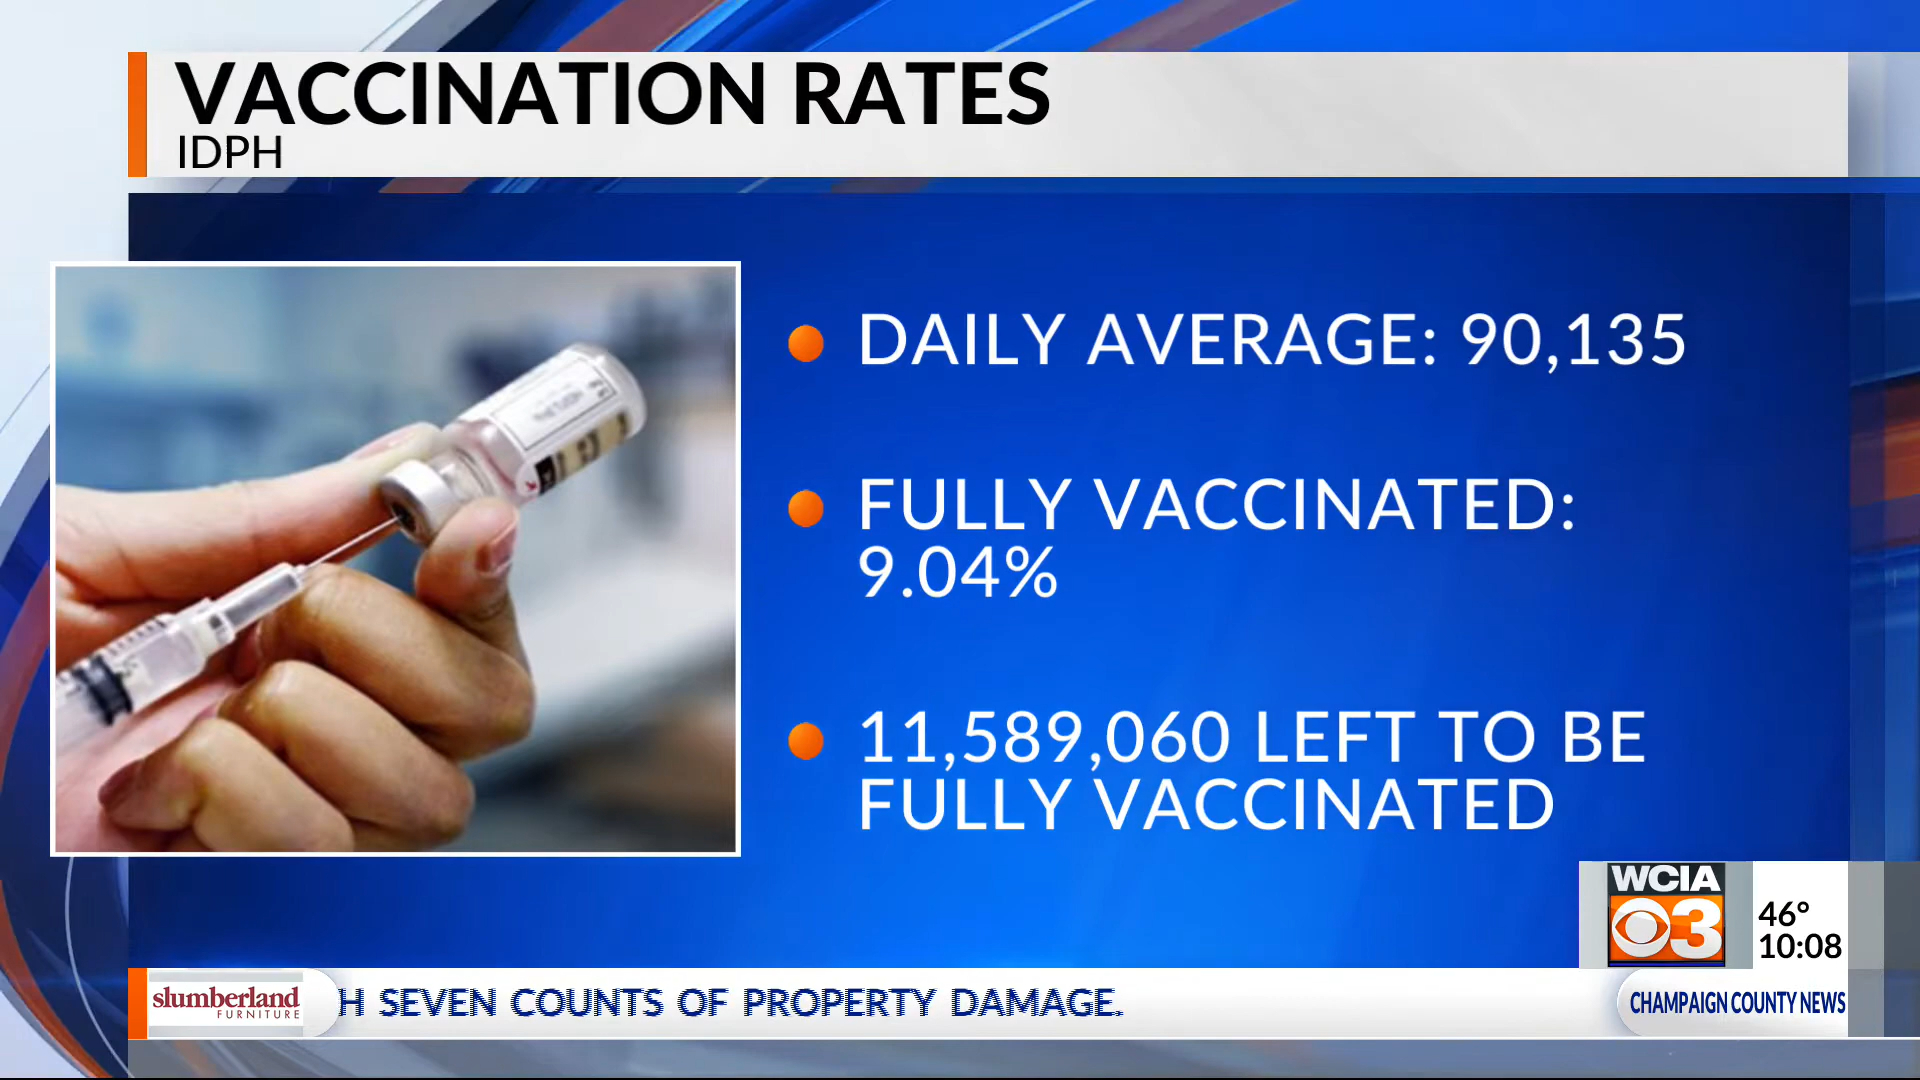 VACCINATION RATES
IDPH
DAILY AVERAGE: 90,135
FULLY VACCINATED:
9.04%
11,589,060 LEFT TO BE
FULLY VACCINATED
WCIA
3
46°
10:08
slumberland
FURNITURE
H SEVEN COUNTS OF PROPERTY DAMAGE.
CHAMPAIGN COUNTY NEWS